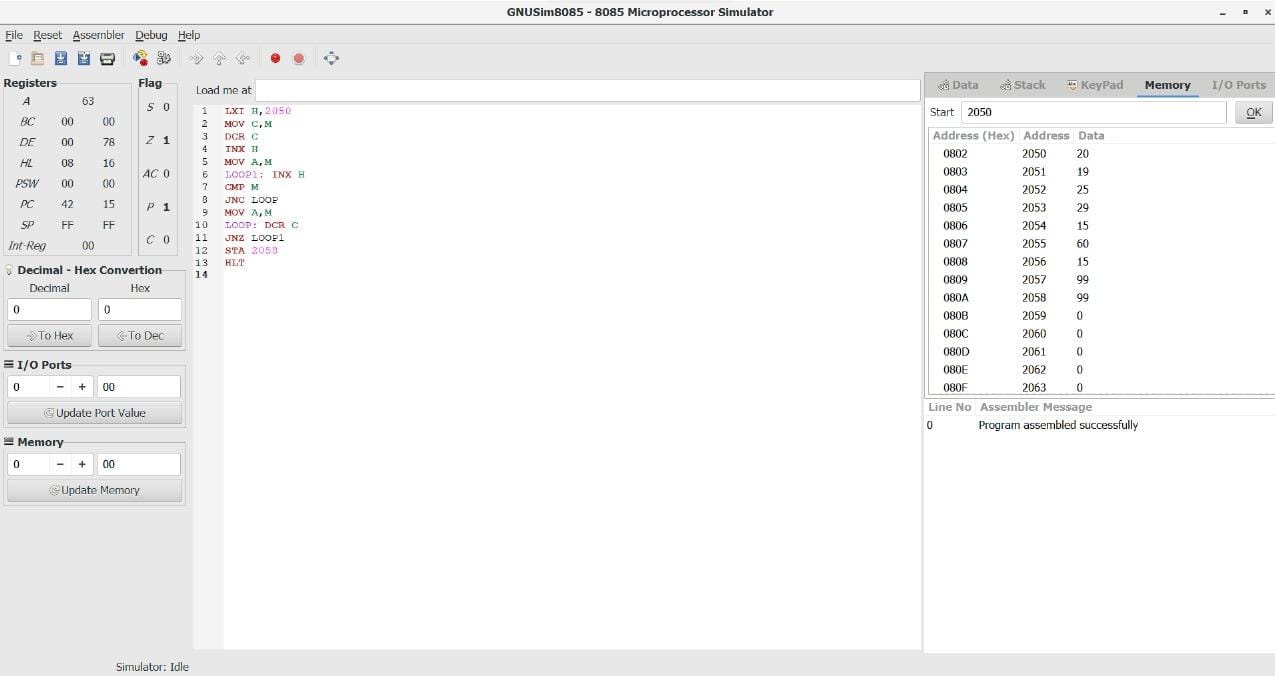 GNUSim8085 - 8085 Microprocessor Simulator
File Reset Assembler Debug Help
Registers
A 63
BC 00 00
DE 00 78
HL 08 16
PSW 00 00
PC 42 15
SP FF FF
Int-Reg 00
Flag
S 0
Z 1
AC 0
P 1
C 0
Decimal - Hex Convertion
Decimal Hex
0 0
To Hex To Dec
I/O Ports
0 - + 00
Update Port Value
Memory
0 - + 00
Update Memory
Load me at
1 LXI H,2050
2 MOV C,M
3 DCR C
4 INX H
5 MOV A,M
6 LOOP1: INX H
7 CMP M
8 JNC LOOP
9 MOV A,M
10 LOOP: DCR C
11 JNZ LOOP1
12 STA 2058
13 HLT
14
Data Stack KeyPad Memory I/O Ports
Start 2050 OK
Address (Hex) Address Data
0802 2050 20
0803 2051 19
0804 2052 25
0805 2053 29
0806 2054 15
0807 2055 60
0808 2056 15
0809 2057 99
080A 2058 99
080B 2059 0
080C 2060 0
080D 2061 0
080E 2062 0
080F 2063 0
Line No Assembler Message
0 Program assembled successfully
Simulator: Idle